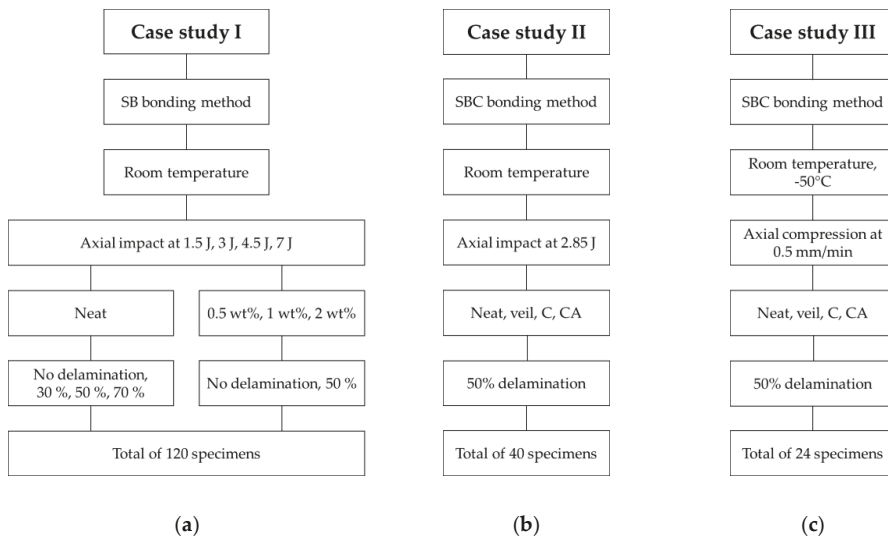 Case study I
SB bonding method
Room temperature
Axial impact at 1.5 J, 3 J, 4.5 J, 7 J
Neat
0.5 wt%, 1 wt%, 2 wt%
No delamination,
30 %, 50 %, 70 %
No delamination, 50 %
Total of 120 specimens
(a)
Case study II
SBC bonding method
Room temperature
Axial impact at 2.85 J
Neat, veil, C, CA
50% delamination
Total of 40 specimens
(b)
Case study III
SBC bonding method
Room temperature,
-50°C
Axial compression at
0.5 mm/min
Neat, veil, C, CA
50% delamination
Total of 24 specimens
(c)